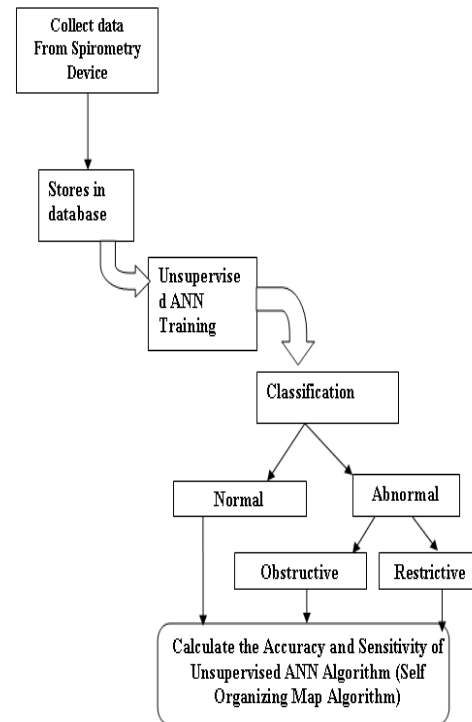 Collect data
From Spirometry
Device
Stores in
database
Unsupervise
d ANN
Training
Classification
Normal
Abnormal
Obstructive
Restrictive
Calculate the Accuracy and Sensitivity of
Unsupervised ANN Algorithm (Self
Organizing Map Algorithm)